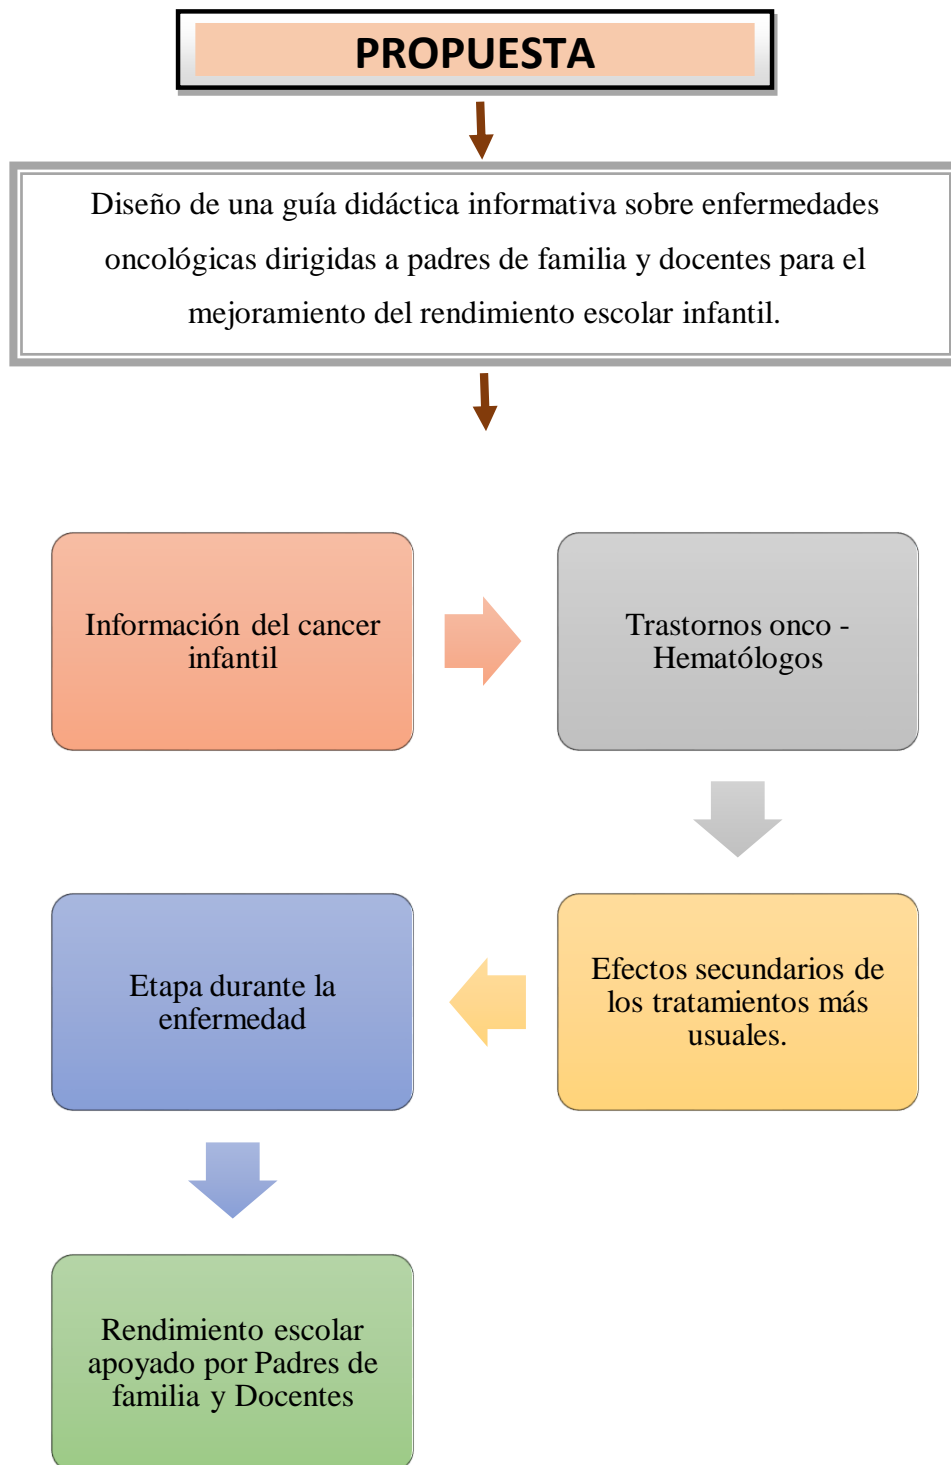 PROPUESTA
Diseño de una guía didáctica informativa sobre enfermedades
oncológicas dirigidas a padres de familia y docentes para el
mejoramiento del rendimiento escolar infantil.
Información del cancer
infantil
Trastornos onco -
Hematólogos
Efectos secundarios de
los tratamientos más
usuales.
Etapa durante la
enfermedad
Rendimiento escolar
apoyado por Padres de
familia y Docentes